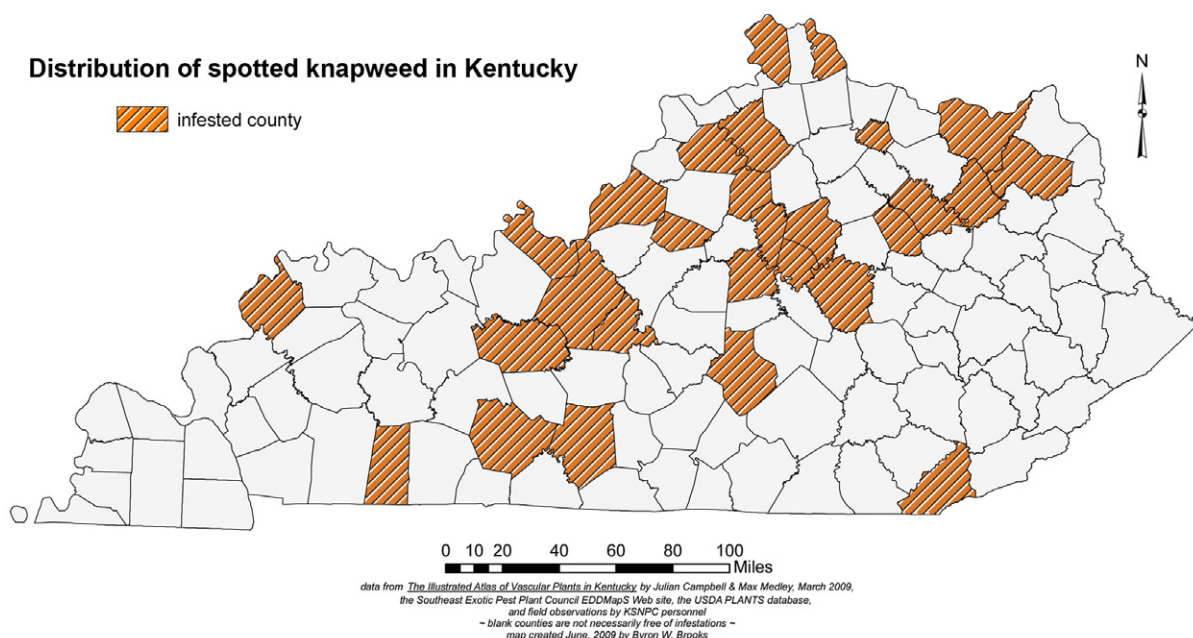 Distribution of spotted knapweed in Kentucky
infested county
N
0 10 20 40 60 80 100
Miles
data from The Illustrated Atlas of Vascular Plants in Kentucky by Julian Campbell & Max Medley, March 2009,
the Southeast Exotic Pest Plant Council EDDMapS Web site, the USDA PLANTS database,
and field observations by KSNPC personnel
~ blank counties are not necessarily free of infestations ~
map created June, 2009 by Byron W. Brooks